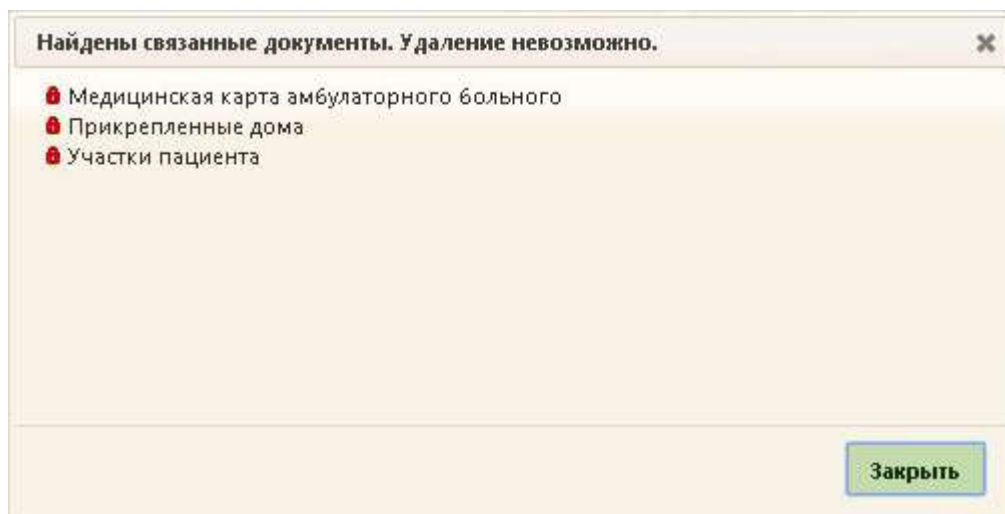 Найдены связанные документы. Удаление невозможно.
Медицинская карта амбулаторного больного
Прикрепленные дома
Участки пациента
Закрыть